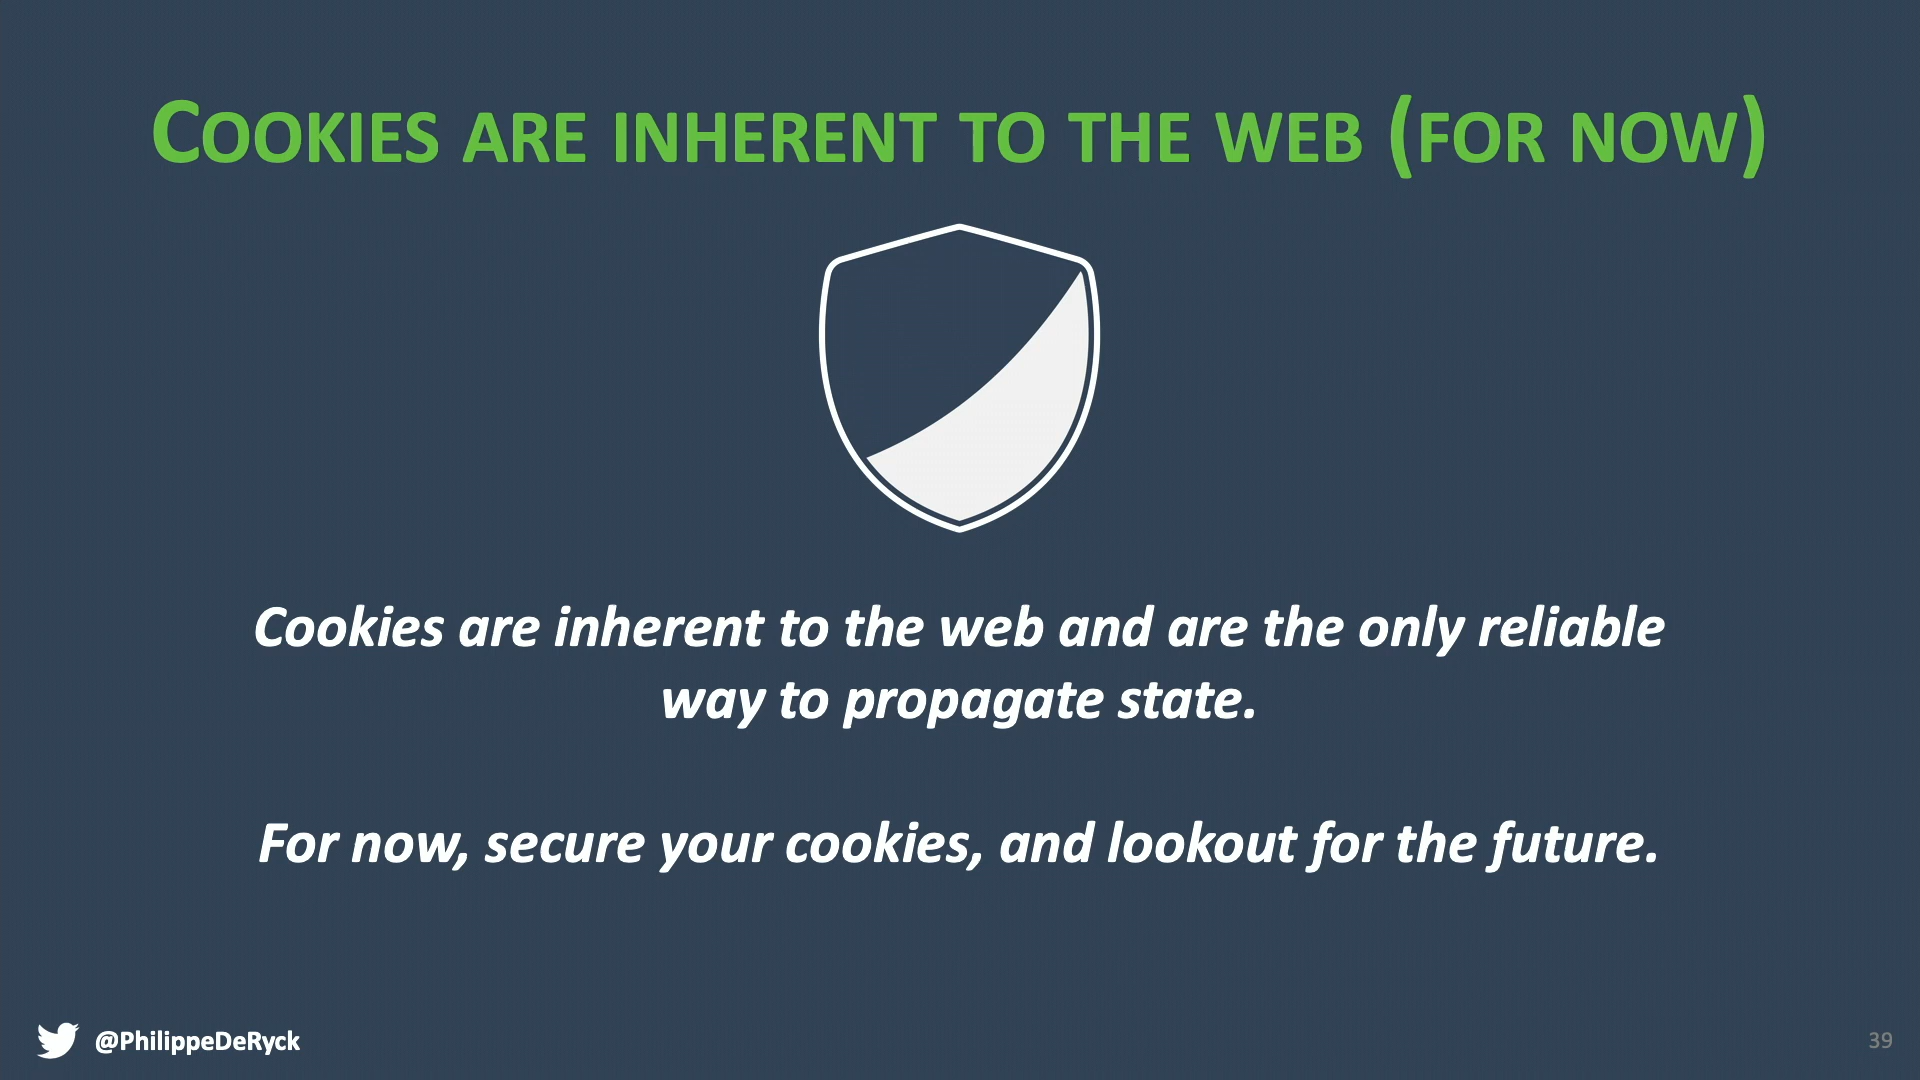 Cookies are inherent to the web (for now)
Cookies are inherent to the web and are the only reliable
way to propagate state.
For now, secure your cookies, and lookout for the future.
@PhilippeDeRyck
39